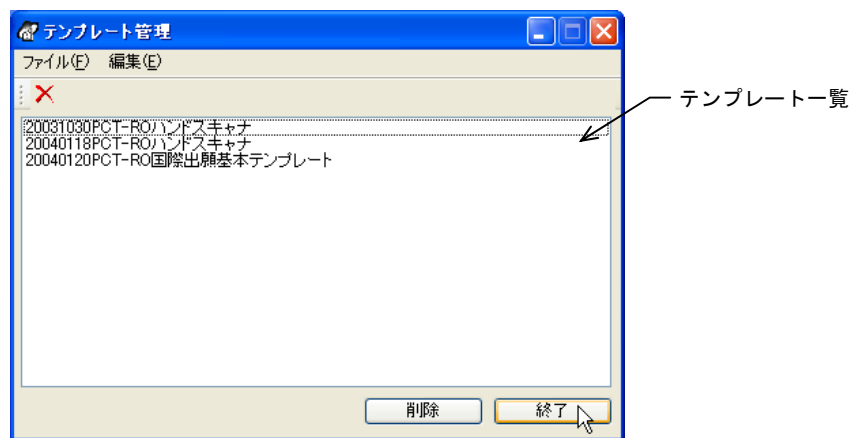 テンプレート管理
ファイル(F) 編集(E)
テンプレート一覧
20031030PCT-ROハンドスキャナ
20040118PCT-ROハンドスキャナ
20040120PCT-RO国際出願基本テンプレート
削除 終了